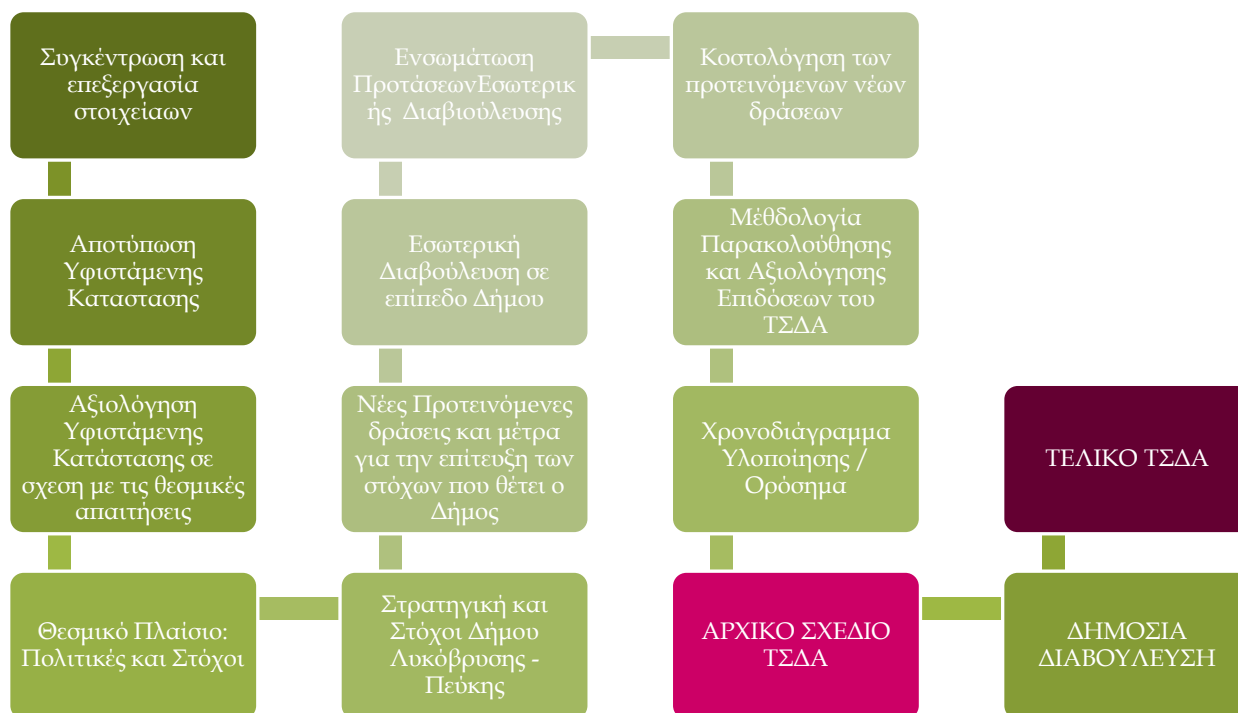 Συγκέντρωση και
επεξεργασία
στοιχείαων
Αποτύπωση
Υφιστάμενης
Καταστασης
Αξιολόγηση
Υφιστάμενης
Κατάστασης σε
σχεση με τις θεσμικές
απαιτήσεις
Θεσμικό Πλαίσιο:
Πολιτικές και Στόχοι
Στρατηγική και
Στόχοι Δήμου
Λυκόβρυσης -
Πεύκης
Νέες Προτεινόμενες
δράσεις και μέτρα
για την επίτευξη των
στόχων που θέτει ο
Δήμος
Εσωτερική
Διαβούλευση σε
επίπεδο Δήμου
Ενσωμάτωση
ΠροτάσεωνΕσωτερικ
ής Διαβιούλευσης
Κοστολόγηση των
προτεινόμενων νέων
δράσεων
Μέθδολογία
Παρακολούθησης
και Αξιολόγησης
Επιδόσεων του
ΤΣΔΑ
Χρονοδιάγραμμα
Υλοποίησης /
Ορόσημα
ΑΡΧΙΚΟ ΣΧΕΔΙΟ
ΤΣΔΑ
ΔΗΜΟΣΙΑ
ΔΙΑΒΟΥΛΕΥΣΗ
ΤΕΛΙΚΟ ΤΣΔΑ